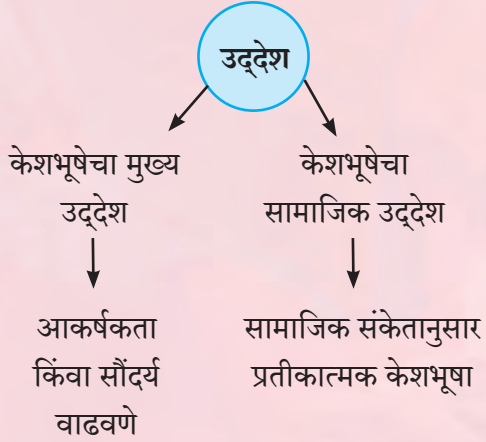 उद्देश
केशभूषेचा मुख्य
उद्देश
आकर्षकता
किंवा सौंदर्य
वाढवणे
केशभूषेचा
सामाजिक उद्देश
सामाजिक संकेतानुसार
प्रतीकात्मक केशभूषा